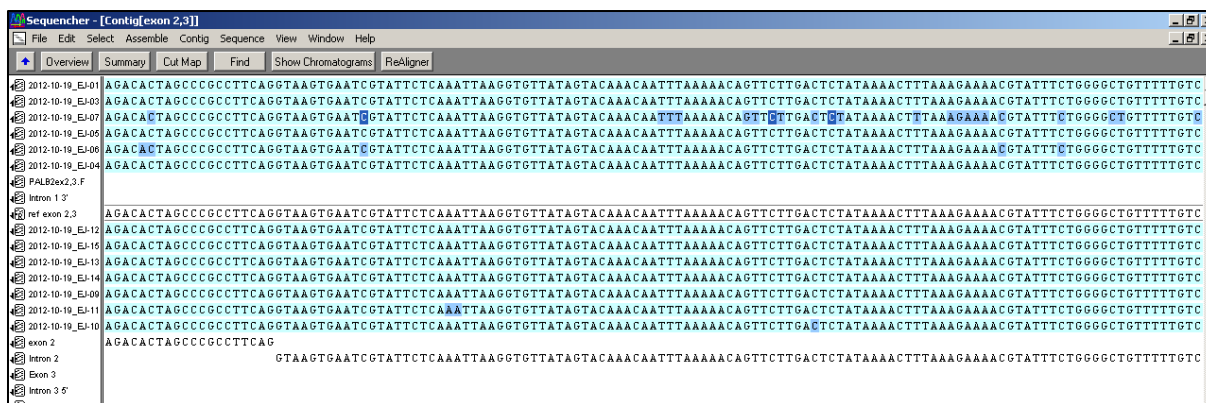 Sequencher - [Contig[exon 2,3]]
File Edit Select Assemble Contig Sequence View Window Help
Overview Summary Cut Map Find Show Chromatograms ReAligner
2012-10-19_EJ-01 AGACACTAGCCCGCCTTCAGGTAAGTGAATCGTATTCTCAAATTAAGGTGTTATAGTACAAACAATTTAAAAACAGTTCTTGACTCTATAAAACTTTAAAGAAAACGTATTTCTGGGGCTGTTTTTGTC
2012-10-19_EJ-03 AGACACTAGCCCGCCTTCAGGTAAGTGAATCGTATTCTCAAATTAAGGTGTTATAGTACAAACAATTTAAAAACAGTTCTTGACTCTATAAAACTTTAAAGAAAACGTATTTCTGGGGCTGTTTTTGTC
2012-10-19_EJ-07 AGACACTAGCCCGCCTTCAGGTAAGTGAATCGTATTCTCAAATTAAGGTGTTATAGTACAAACAATTTAAAAACAGTTCTTGACTCTATAAAACTTTAAAGAAAACGTATTTCTGGGGCTGTTTTTGTC
2012-10-19_EJ-05 AGACACTAGCCCGCCTTCAGGTAAGTGAATCGTATTCTCAAATTAAGGTGTTATAGTACAAACAATTTAAAAACAGTTCTTGACTCTATAAAACTTTAAAGAAAACGTATTTCTGGGGCTGTTTTTGTC
2012-10-19_EJ-06 AGACACTAGCCCGCCTTCAGGTAAGTGAATCGTATTCTCAAATTAAGGTGTTATAGTACAAACAATTTAAAAACAGTTCTTGACTCTATAAAACTTTAAAGAAAACGTATTTCTGGGGCTGTTTTTGTC
2012-10-19_EJ-04 AGACACTAGCCCGCCTTCAGGTAAGTGAATCGTATTCTCAAATTAAGGTGTTATAGTACAAACAATTTAAAAACAGTTCTTGACTCTATAAAACTTTAAAGAAAACGTATTTCTGGGGCTGTTTTTGTC
PALB2ex2,3.F
Intron 1 3'
ref exon 2,3 AGACACTAGCCCGCCTTCAGGTAAGTGAATCGTATTCTCAAATTAAGGTGTTATAGTACAAACAATTTAAAAACAGTTCTTGACTCTATAAAACTTTAAAGAAAACGTATTTCTGGGGCTGTTTTTGTC
2012-10-19_EJ-12 AGACACTAGCCCGCCTTCAGGTAAGTGAATCGTATTCTCAAATTAAGGTGTTATAGTACAAACAATTTAAAAACAGTTCTTGACTCTATAAAACTTTAAAGAAAACGTATTTCTGGGGCTGTTTTTGTC
2012-10-19_EJ-15 AGACACTAGCCCGCCTTCAGGTAAGTGAATCGTATTCTCAAATTAAGGTGTTATAGTACAAACAATTTAAAAACAGTTCTTGACTCTATAAAACTTTAAAGAAAACGTATTTCTGGGGCTGTTTTTGTC
2012-10-19_EJ-13 AGACACTAGCCCGCCTTCAGGTAAGTGAATCGTATTCTCAAATTAAGGTGTTATAGTACAAACAATTTAAAAACAGTTCTTGACTCTATAAAACTTTAAAGAAAACGTATTTCTGGGGCTGTTTTTGTC
2012-10-19_EJ-14 AGACACTAGCCCGCCTTCAGGTAAGTGAATCGTATTCTCAAATTAAGGTGTTATAGTACAAACAATTTAAAAACAGTTCTTGACTCTATAAAACTTTAAAGAAAACGTATTTCTGGGGCTGTTTTTGTC
2012-10-19_EJ-09 AGACACTAGCCCGCCTTCAGGTAAGTGAATCGTATTCTCAAATTAAGGTGTTATAGTACAAACAATTTAAAAACAGTTCTTGACTCTATAAAACTTTAAAGAAAACGTATTTCTGGGGCTGTTTTTGTC
2012-10-19_EJ-11 AGACACTAGCCCGCCTTCAGGTAAGTGAATCGTATTCTCAAATTAAGGTGTTATAGTACAAACAATTTAAAAACAGTTCTTGACTCTATAAAACTTTAAAGAAAACGTATTTCTGGGGCTGTTTTTGTC
2012-10-19_EJ-10 AGACACTAGCCCGCCTTCAGGTAAGTGAATCGTATTCTCAAATTAAGGTGTTATAGTACAAACAATTTAAAAACAGTTCTTGACTCTATAAAACTTTAAAGAAAACGTATTTCTGGGGCTGTTTTTGTC
exon 2 AGACACTAGCCCGCCTTCAG
Intron 2 GTAAGTGAATCGTATTCTCAAATTAAGGTGTTATAGTACAAACAATTTAAAAACAGTTCTTGACTCTATAAAACTTTAAAGAAAACGTATTTCTGGGGCTGTTTTTGTC
Exon 3
Intron 3 5'